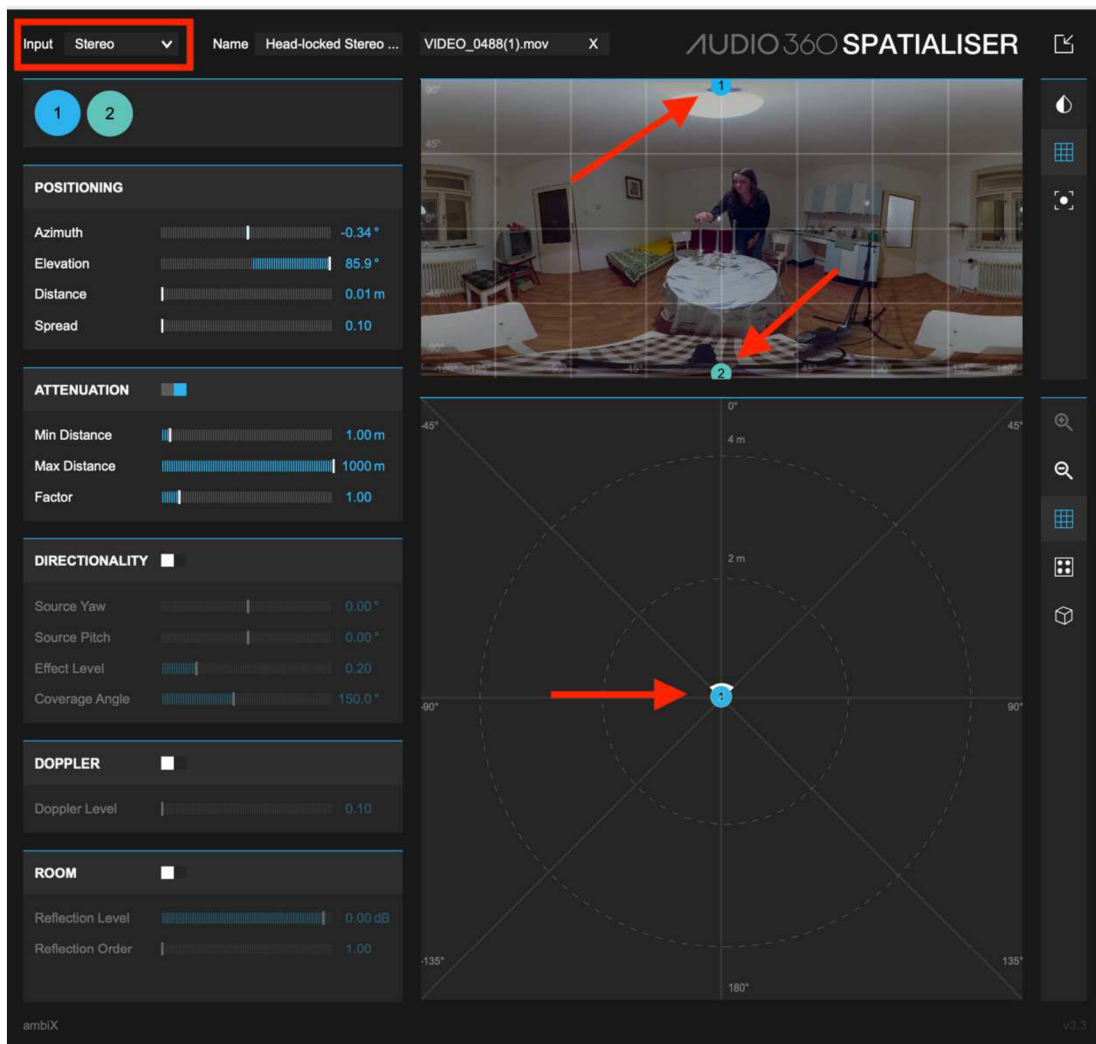 Input Stereo Name Head-locked Stereo ... VIDEO_0488(1).mov X AUDIO360 SPATIALISER
1 2
POSITIONING
Azimuth -0.34°
Elevation 85.9°
Distance 0.01 m
Spread 0.10
ATTENUATION
Min Distance 1.00 m
Max Distance 1000 m
Factor 1.00
DIRECTIONALITY
Source Yaw 0.00°
Source Pitch 0.00°
Effect Level 0.20
Coverage Angle 150.0°
DOPPLER
Doppler Level 0.10
ROOM
Reflection Level 0.00 dB
Reflection Order 1.00
ambiX
90°
1
45°
0°
-90°
2
-45° 0° 45°
4 m
2 m
1
-90° 90°
-135° 135°
180°
v3.3